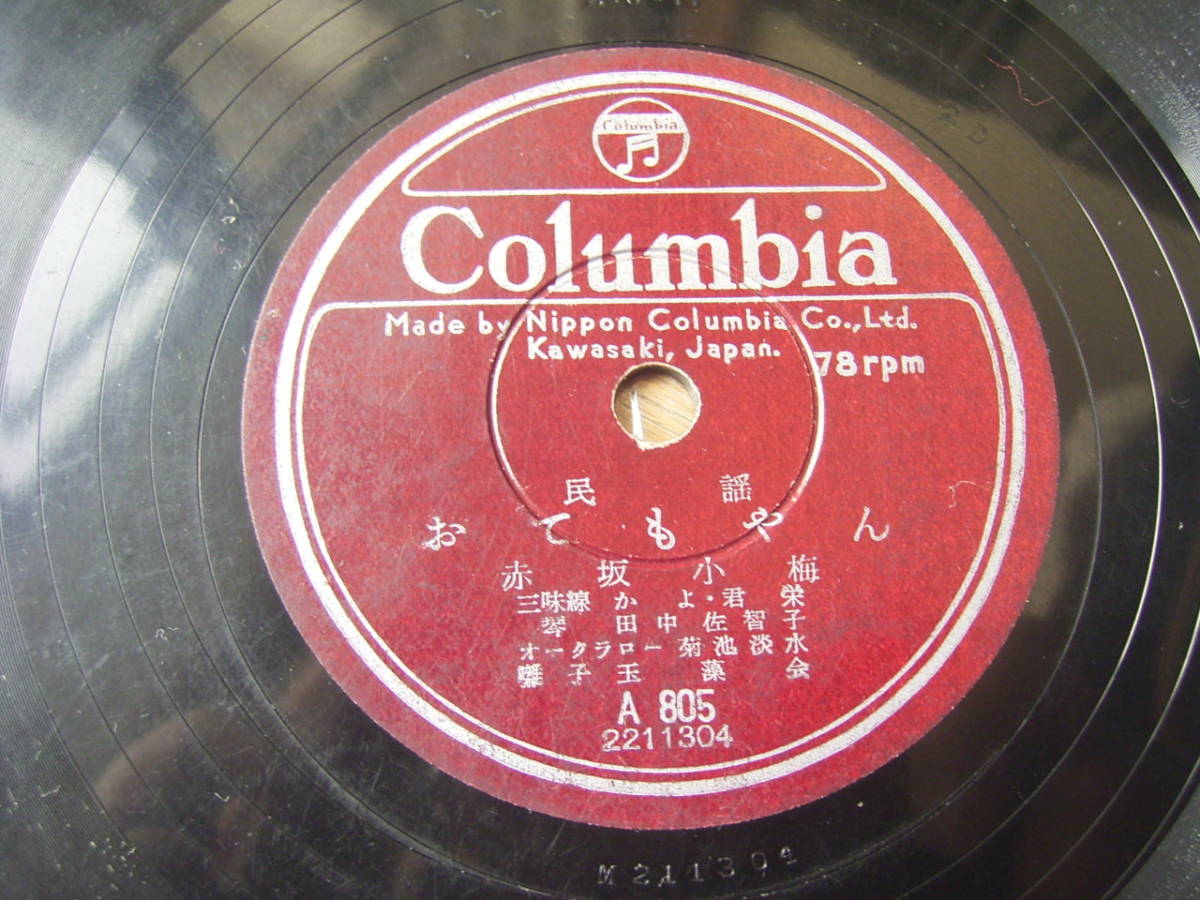 Columbia
Columbia
Made by Nippon Columbia Co., Ltd.
Kawasaki, Japan.
78rpm
民謡
おてもやん
赤坂小梅
三味線 かよ・君栄
琴 田中佐智子
オークラロー 菊池淡水
囃子 玉藻会
A 805
2211304
M211304